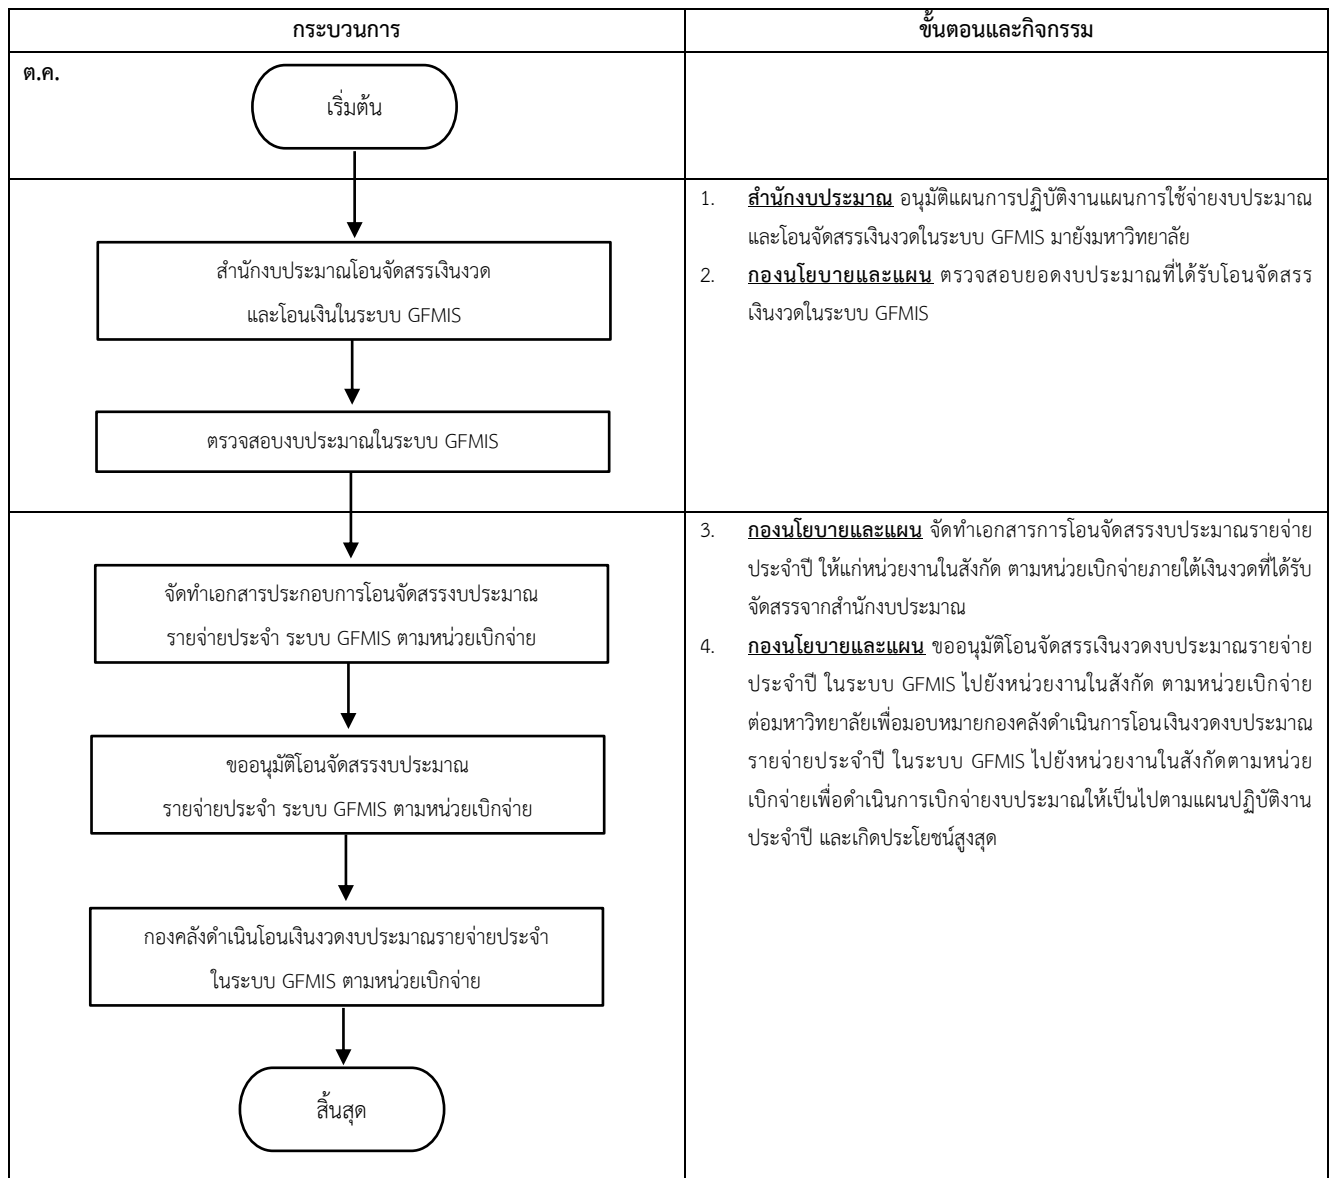 กระบวนการ
ขั้นตอนและกิจกรรม
ต.ค.
เริ่มต้น
สำนักงบประมาณโอนจัดสรรเงินงวด
และโอนเงินในระบบ GFMIS
ตรวจสอบงบประมาณในระบบ GFMIS
1. สำนักงบประมาณ อนุมัติแผนการปฏิบัติงานแผนการใช้จ่ายงบประมาณ
และโอนจัดสรรเงินงวดในระบบ GFMIS มายังมหาวิทยาลัย
2. กองนโยบายและแผน ตรวจสอบยอดงบประมาณที่ได้รับโอนจัดสรร
เงินงวดในระบบ GFMIS
จัดทำเอกสารประกอบการโอนจัดสรรงบประมาณ
รายจ่ายประจำ ระบบ GFMIS ตามหน่วยเบิกจ่าย
ขออนุมัติโอนจัดสรรงบประมาณ
รายจ่ายประจำ ระบบ GFMIS ตามหน่วยเบิกจ่าย
กองคลังดำเนินโอนเงินงวดงบประมาณรายจ่ายประจำ
ในระบบ GFMIS ตามหน่วยเบิกจ่าย
สิ้นสุด
3. กองนโยบายและแผน จัดทำเอกสารการโอนจัดสรรงบประมาณรายจ่าย
ประจำปี ให้แก่หน่วยงานในสังกัด ตามหน่วยเบิกจ่ายภายใต้เงินงวดที่ได้รับ
จัดสรรจากสำนักงบประมาณ
4. กองนโยบายและแผน ขออนุมัติโอนจัดสรรเงินงวดงบประมาณรายจ่าย
ประจำปี ในระบบ GFMIS ไปยังหน่วยงานในสังกัด ตามหน่วยเบิกจ่าย
ต่อมหาวิทยาลัยเพื่อมอบหมายกองคลังดำเนินการโอนเงินงวดงบประมาณ
รายจ่ายประจำปี ในระบบ GFMIS ไปยังหน่วยงานในสังกัดตามหน่วย
เบิกจ่ายเพื่อดำเนินการเบิกจ่ายงบประมาณให้เป็นไปตามแผนปฏิบัติงาน
ประจำปี และเกิดประโยชน์สูงสุด